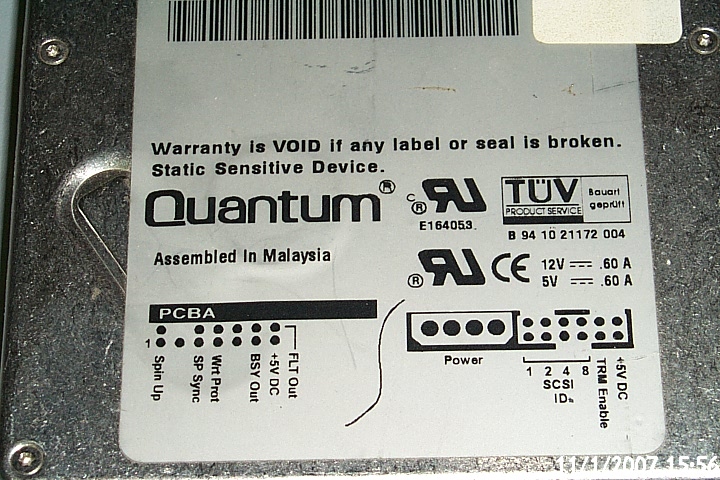 Warranty is VOID if any label or seal is broken.
Static Sensitive Device.
Quantum®
C ® RU
E164053
TÜV
PRODUCT SERVICE
Bauart
geprüft
B 94 10 21172 004
Assembled In Malaysia
® RU CE
12V .60 A
5V .60 A
PCBA
1
Spin Up
SP Sync
Wrt Prot
BSY Out
+5V DC
FLT Out
Power
1 2 4 8
SCSI
IDs
TRM Enable
+5V DC
11/1/2007 15:56